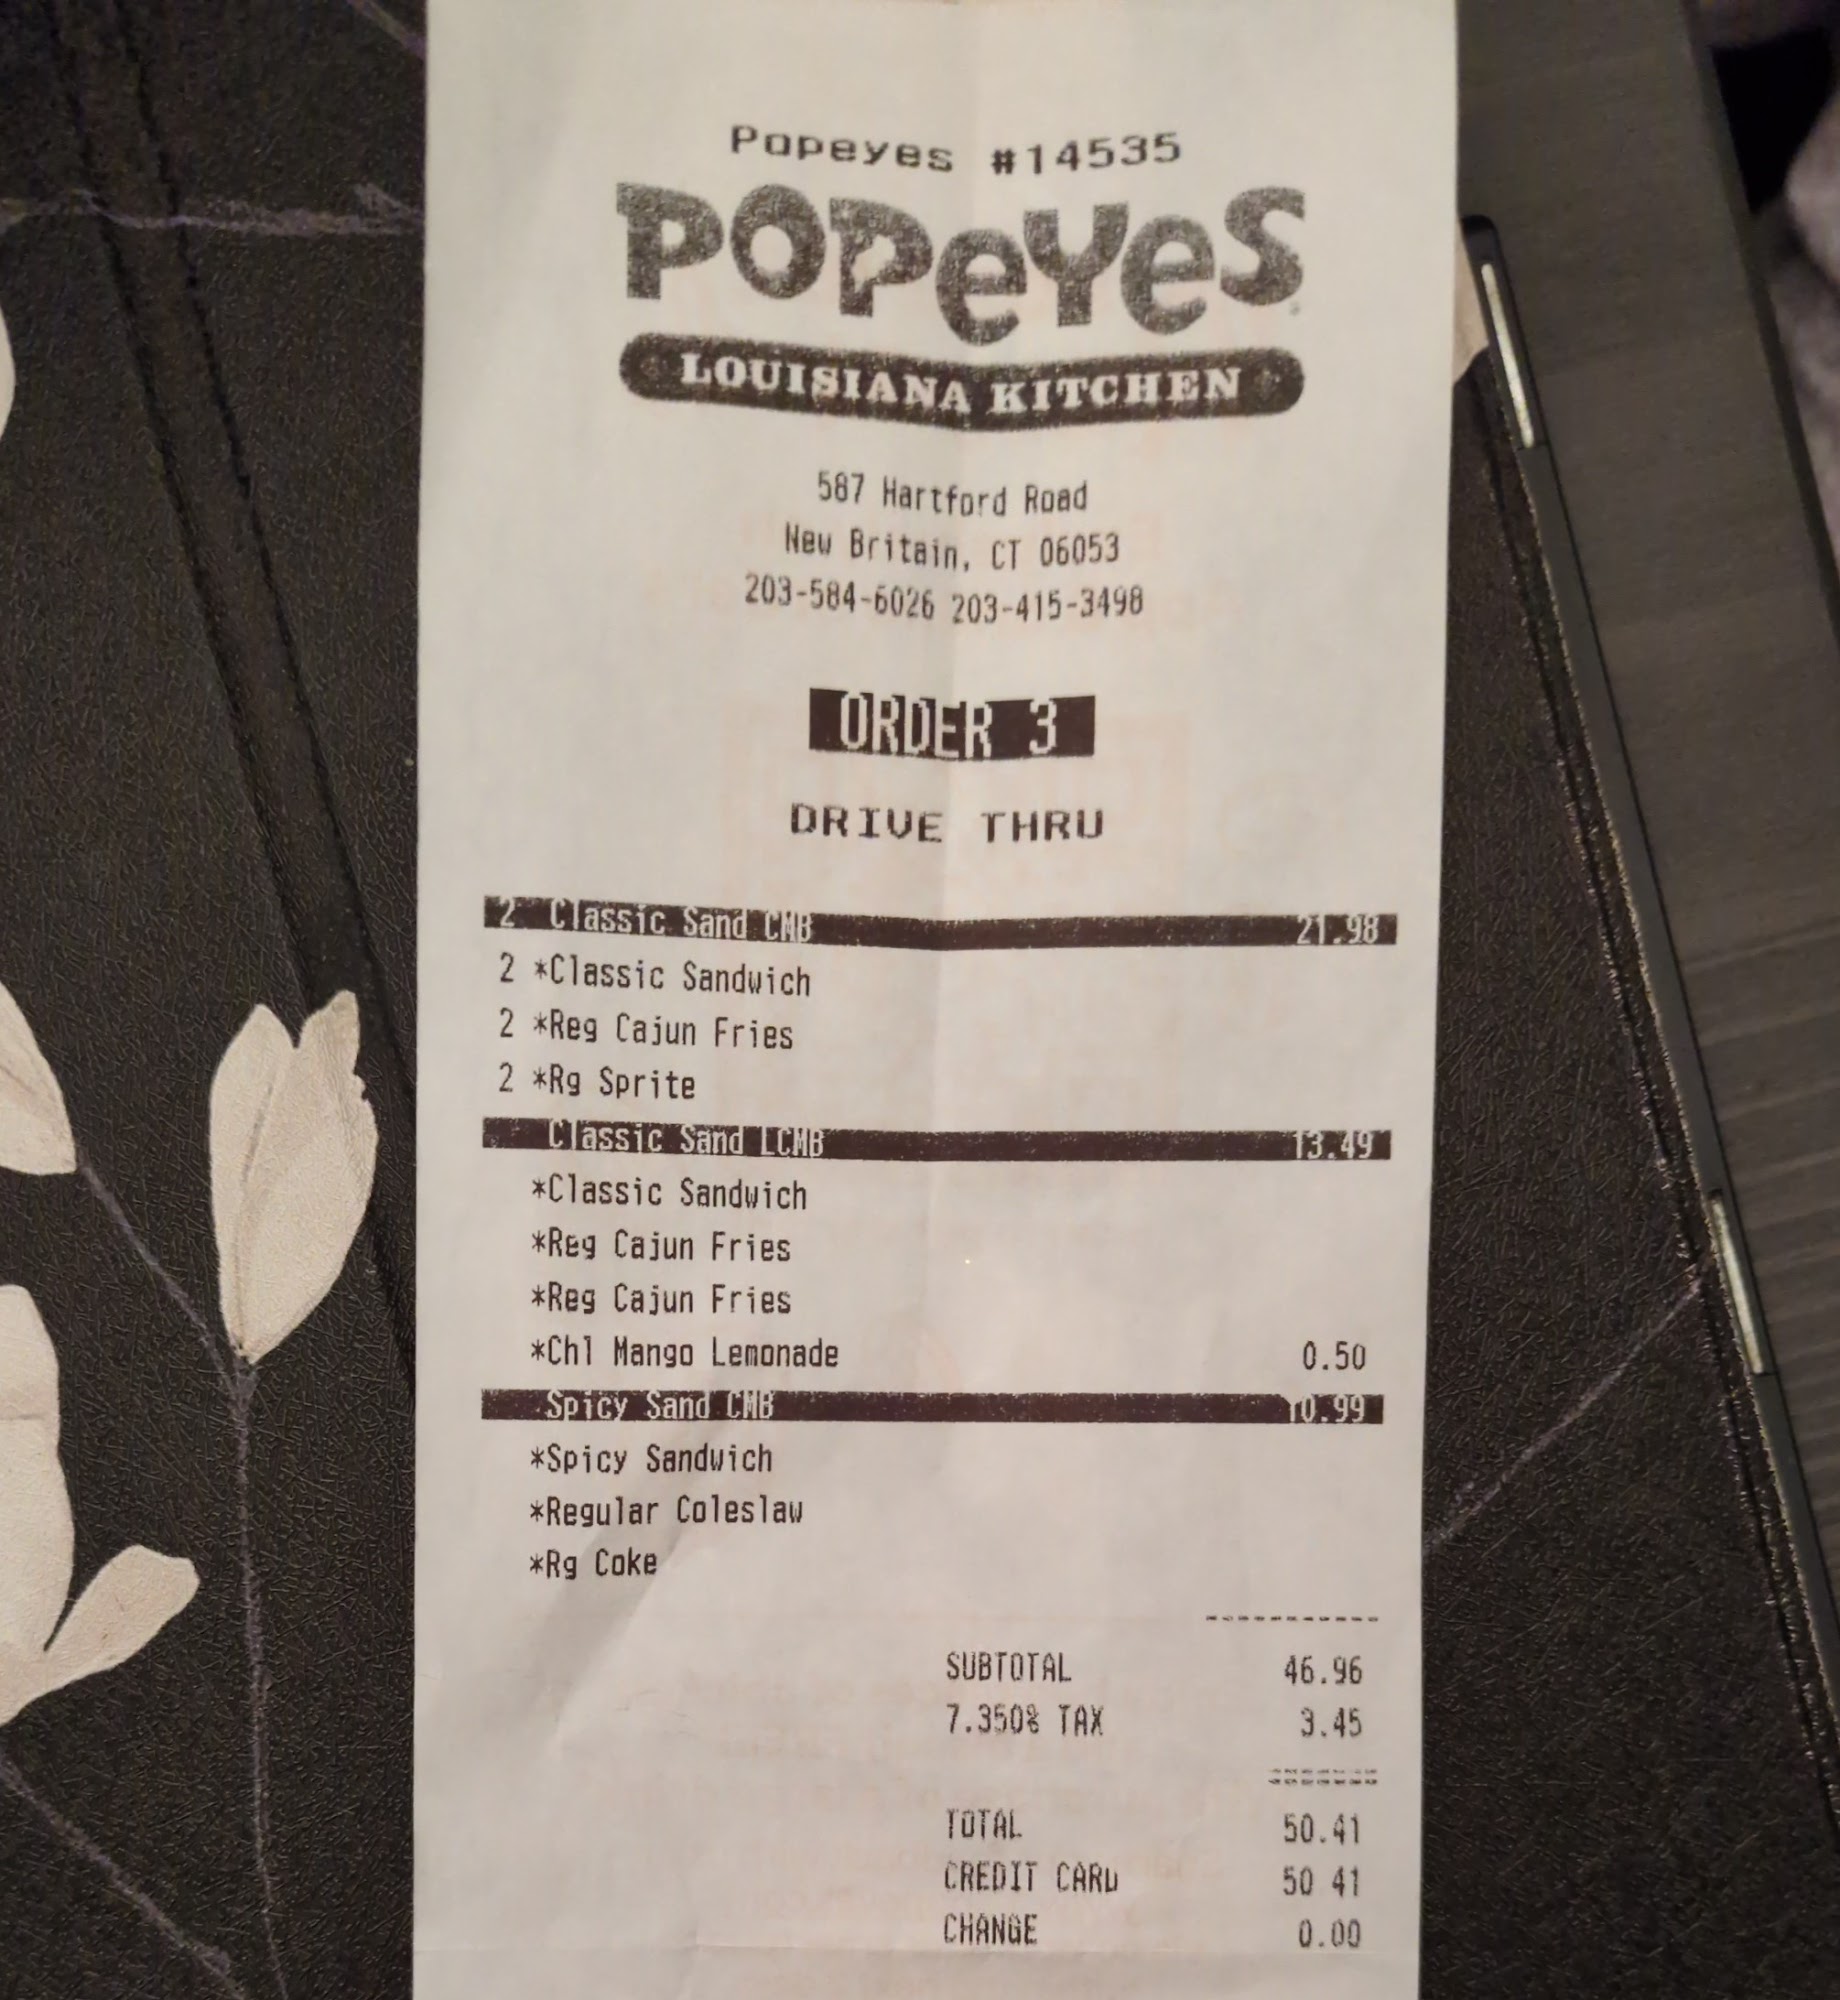 Popeyes #14535
POPEYES
LOUISIANA KITCHEN
587 Hartford Road
New Britain, CT 06053
203-584-6026 203-415-3498
ORDER 3
DRIVE THRU
2 Classic Sand CMB 21.98
2 *Classic Sandwich
2 *Reg Cajun Fries
2 *Rg Sprite
Classic Sand LCMB 13.49
*Classic Sandwich
*Reg Cajun Fries
*Reg Cajun Fries
*Chl Mango Lemonade 0.50
Spicy Sand CMB 10.99
*Spicy Sandwich
*Regular Coleslaw
*Rg Coke
SUBTOTAL 46.96
7.350% TAX 3.45
TOTAL 50.41
CREDIT CARD 50 41
CHANGE 0.00